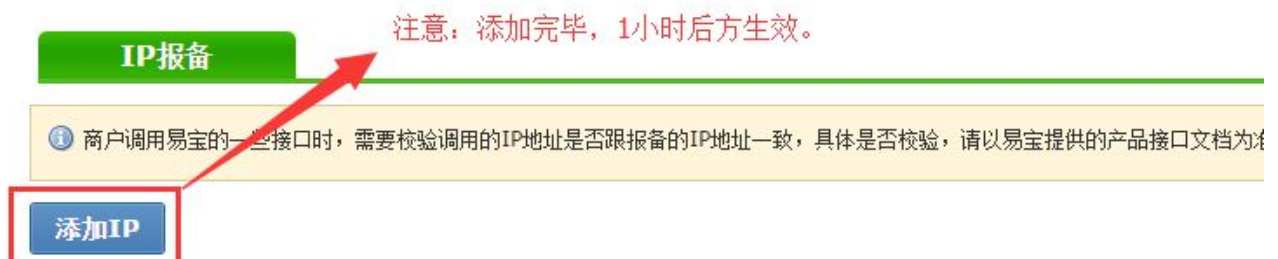 注意：添加完毕，1小时后方生效。
IP报备
商户调用易宝的一些接口时，需要校验调用的IP地址是否跟报备的IP地址一致，具体是否校验，请以易宝提供的产品接口文档为准
添加IP